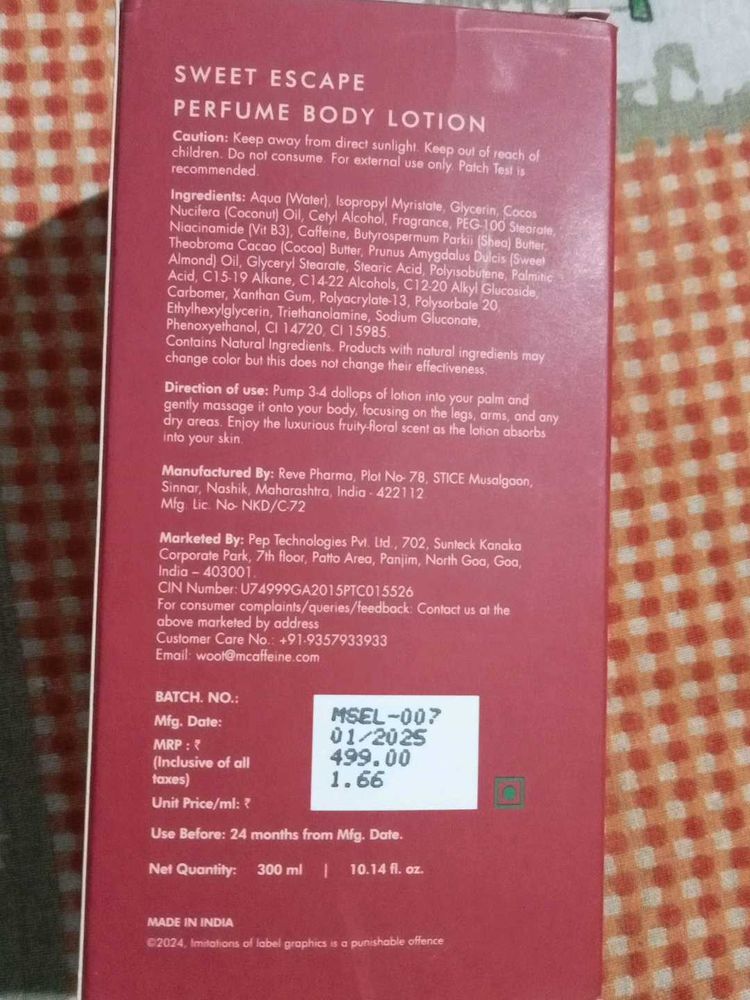 SWEET ESCAPE
PERFUME BODY LOTION
Caution: Keep away from direct sunlight. Keep out of reach of
children. Do not consume. For external use only. Patch Test is
recommended.
Ingredients: Aqua (Water), Isopropyl Myristate, Glycerin, Cocos
Nucifera (Coconut) Oil, Cetyl Alcohol, Fragrance, PEG-100 Stearate,
Niacinamide (Vit B3), Caffeine, Butyrospermum Parkii (Shea) Butter,
Theobroma Cacao (Cocoa) Butter, Prunus Amygdalus Dulcis (Sweet
Almond) Oil, Glyceryl Stearate, Stearic Acid, Polyisobutene, Palmitic
Acid, C15-19 Alkane, C14-22 Alcohols, C12-20 Alkyl Glucoside,
Carbomer, Xanthan Gum, Polyacrylate-13, Polysorbate 20,
Ethylhexylglycerin, Triethanolamine, Sodium Gluconate,
Phenoxyethanol, CI 14720, CI 15985.
Contains Natural Ingredients. Products with natural ingredients may
change color but this does not change their effectiveness.
Direction of use: Pump 3-4 dollops of lotion into your palm and
gently massage it onto your body, focusing on the legs, arms, and any
dry areas. Enjoy the luxurious fruity-floral scent as the lotion absorbs
into your skin.
Manufactured By: Reve Pharma, Plot No- 78, STICE Musalgaon,
Sinnar, Nashik, Maharashtra, India - 422112
Mfg. Lic. No- NKD/C-72
Marketed By: Pep Technologies Pvt. Ltd., 702, Sunteck Kanaka
Corporate Park, 7th floor, Patto Area, Panjim, North Goa, Goa,
India – 403001.
CIN Number: U74999GA2015PTC015526
For consumer complaints/queries/feedback: Contact us at the
above marketed by address
Customer Care No.: +91-9357933933
Email: woot@mcaffeine.com
BATCH. NO.: MSEL-007
Mfg. Date: 01/2025
MRP : ₹ 499.00
(Inclusive of all
taxes)
Unit Price/ml: ₹ 1.66
Use Before: 24 months from Mfg. Date.
Net Quantity: 300 ml | 10.14 fl. oz.
MADE IN INDIA
©2024, Imitations of label graphics is a punishable offence